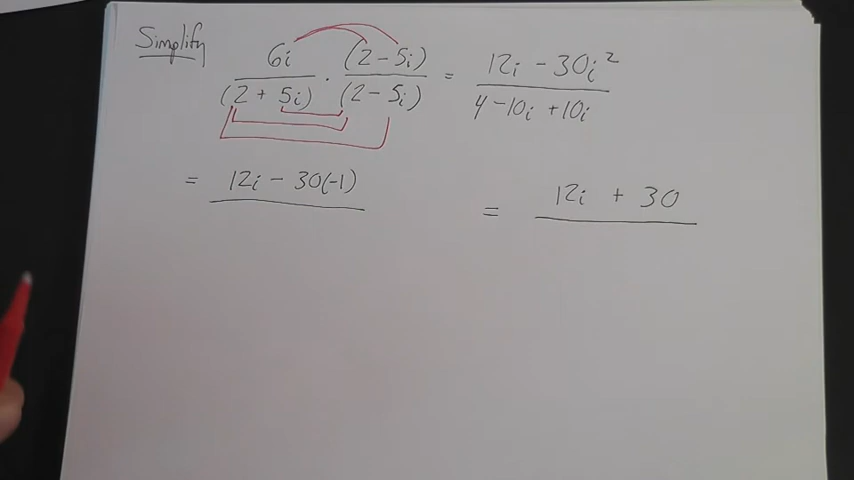 Simplify
6i / (2 + 5i) · (2 - 5i) / (2 - 5i) = 12i - 30i² / 4 - 10i + 10i
= 12i - 30(-1)
= 12i + 30